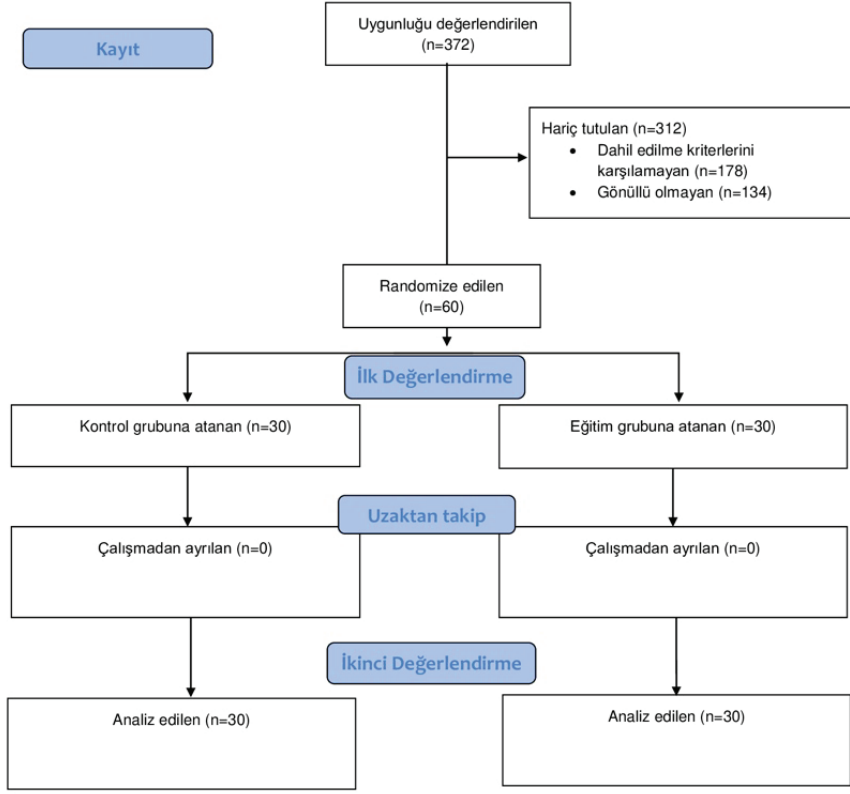 Kayıt
Uygunluğu değerlendirilen
(n=372)
Hariç tutulan (n=312)
• Dahil edilme kriterlerini
karşılamayan (n=178)
• Gönüllü olmayan (n=134)
Randomize edilen
(n=60)
İlk Değerlendirme
Kontrol grubuna atanan (n=30)
Eğitim grubuna atanan (n=30)
Uzaktan takip
Çalışmadan ayrılan (n=0)
Çalışmadan ayrılan (n=0)
İkinci Değerlendirme
Analiz edilen (n=30)
Analiz edilen (n=30)